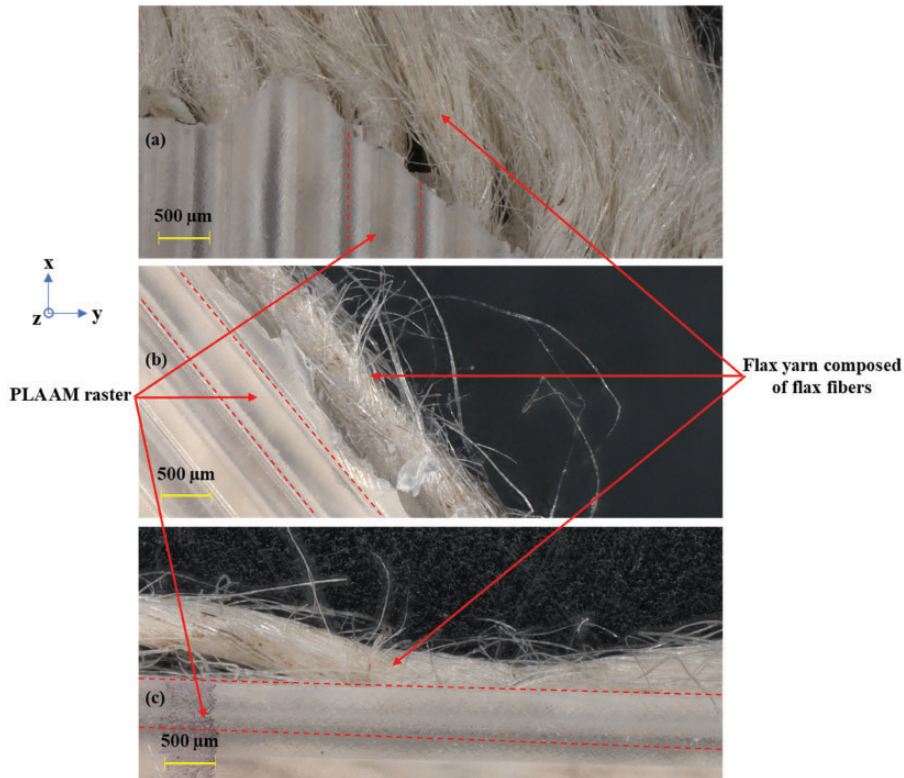 (a)
500 µm
x
z
y
(b)
PLAAM raster
Flax yarn composed
of flax fibers
500 µm
(c)
500 µm